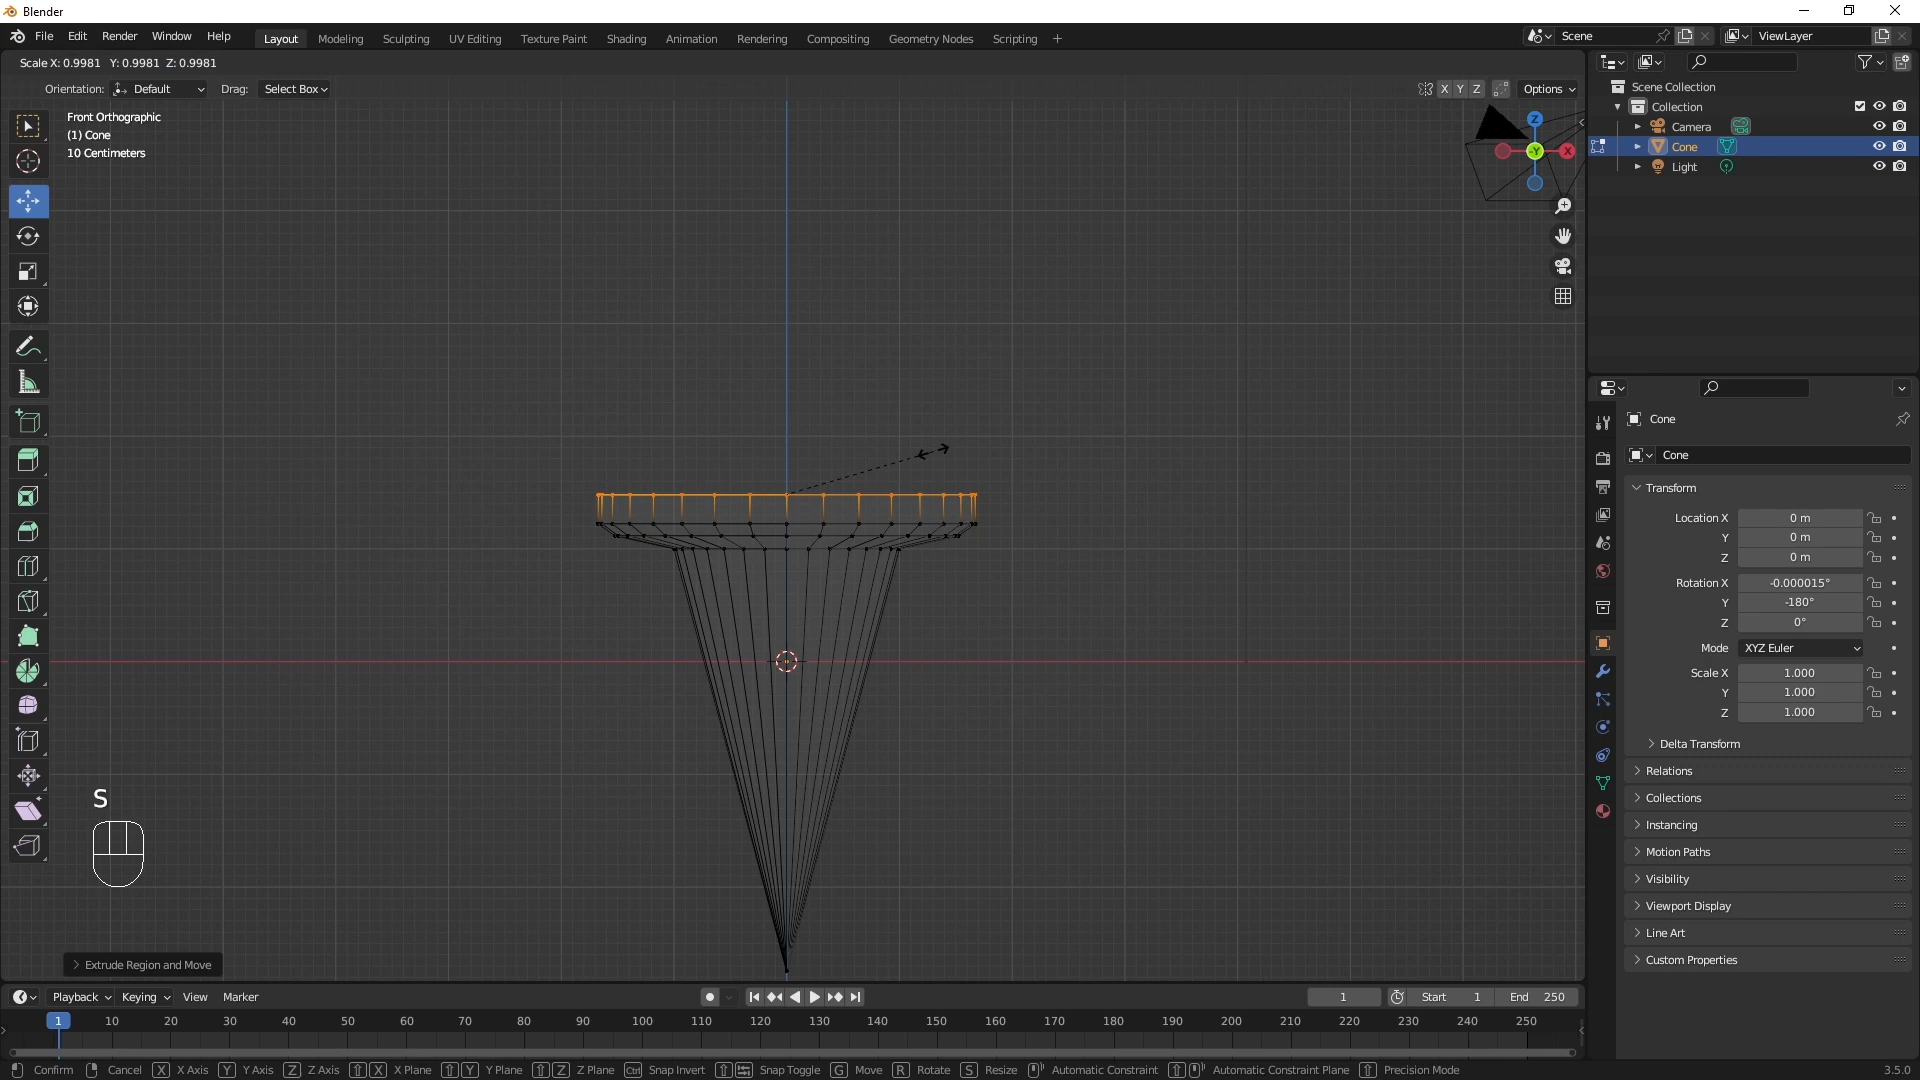 Blender
File Edit Render Window Help Layout Modeling Sculpting UV Editing Texture Paint Shading Animation Rendering Compositing Geometry Nodes Scripting + Scene ViewLayer
Scale X: 0.9981 Y: 0.9981 Z: 0.9981
Orientation: Default Drag: Select Box X Y Z Options
Front Orthographic
(1) Cone
10 Centimeters
Z
-Y X
Scene Collection
Collection
Camera
Cone
Light
Cone
Cone
Transform
Location X 0 m
Y 0 m
Z 0 m
Rotation X -0.000015°
Y -180°
Z 0°
Mode XYZ Euler
Scale X 1.000
Y 1.000
Z 1.000
Delta Transform
Relations
Collections
Instancing
Motion Paths
Visibility
Viewport Display
Line Art
Custom Properties
S
Extrude Region and Move
Playback Keying View Marker 1 Start 1 End 250
1 10 20 30 40 50 60 70 80 90 100 110 120 130 140 150 160 170 180 190 200 210 220 230 240 250
Confirm Cancel X X Axis Y Y Axis Z Z Axis X X Plane Y Y Plane Z Z Plane Ctrl Snap Invert Snap Toggle G Move R Rotate S Resize Automatic Constraint Automatic Constraint Plane Precision Mode 3.5.0